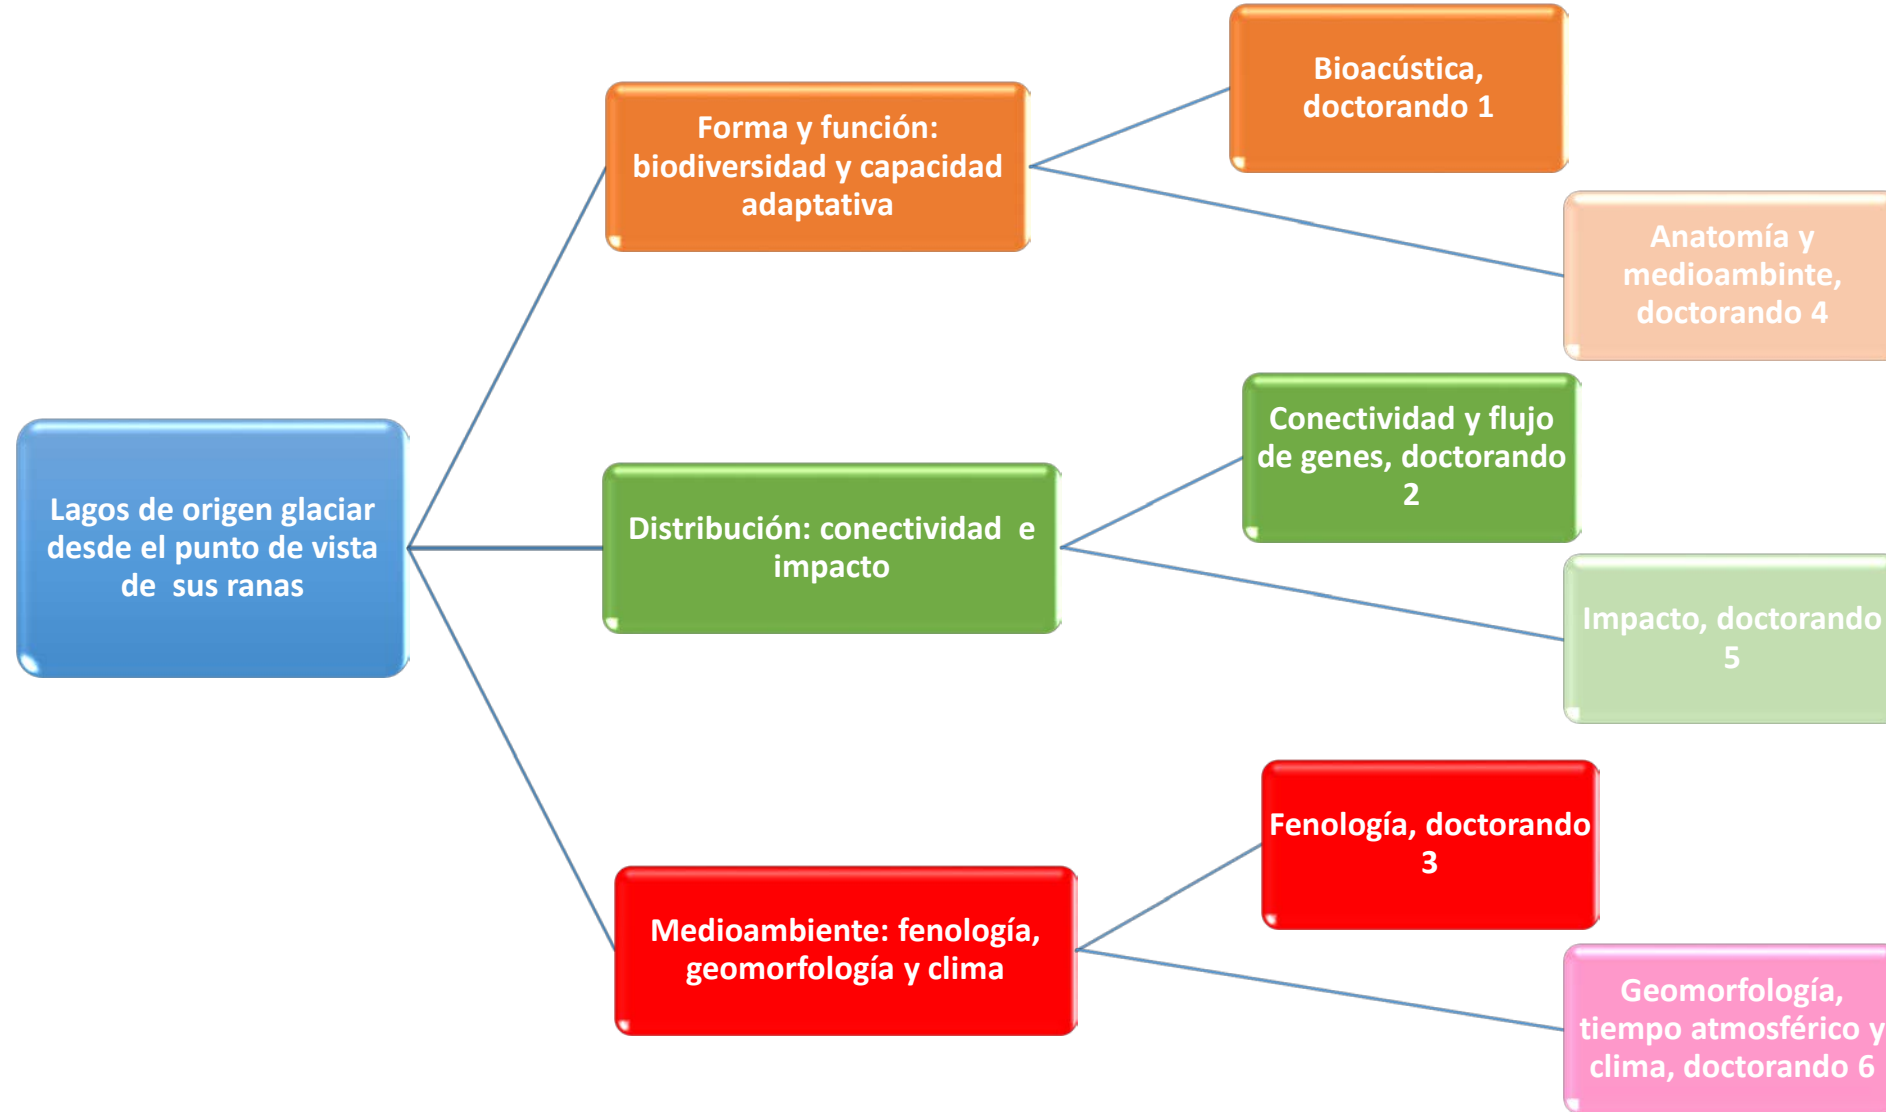 Lagos de origen glaciar
desde el punto de vista
de sus ranas
Forma y función:
biodiversidad y capacidad
adaptativa
Bioacústica,
doctorando 1
Anatomía y
medioambinte,
doctorando 4
Distribución: conectividad e
impacto
Conectividad y flujo
de genes, doctorando
2
Impacto, doctorando
5
Medioambiente: fenología,
geomorfología y clima
Fenología, doctorando
3
Geomorfología,
tiempo atmosférico y
clima, doctorando 6